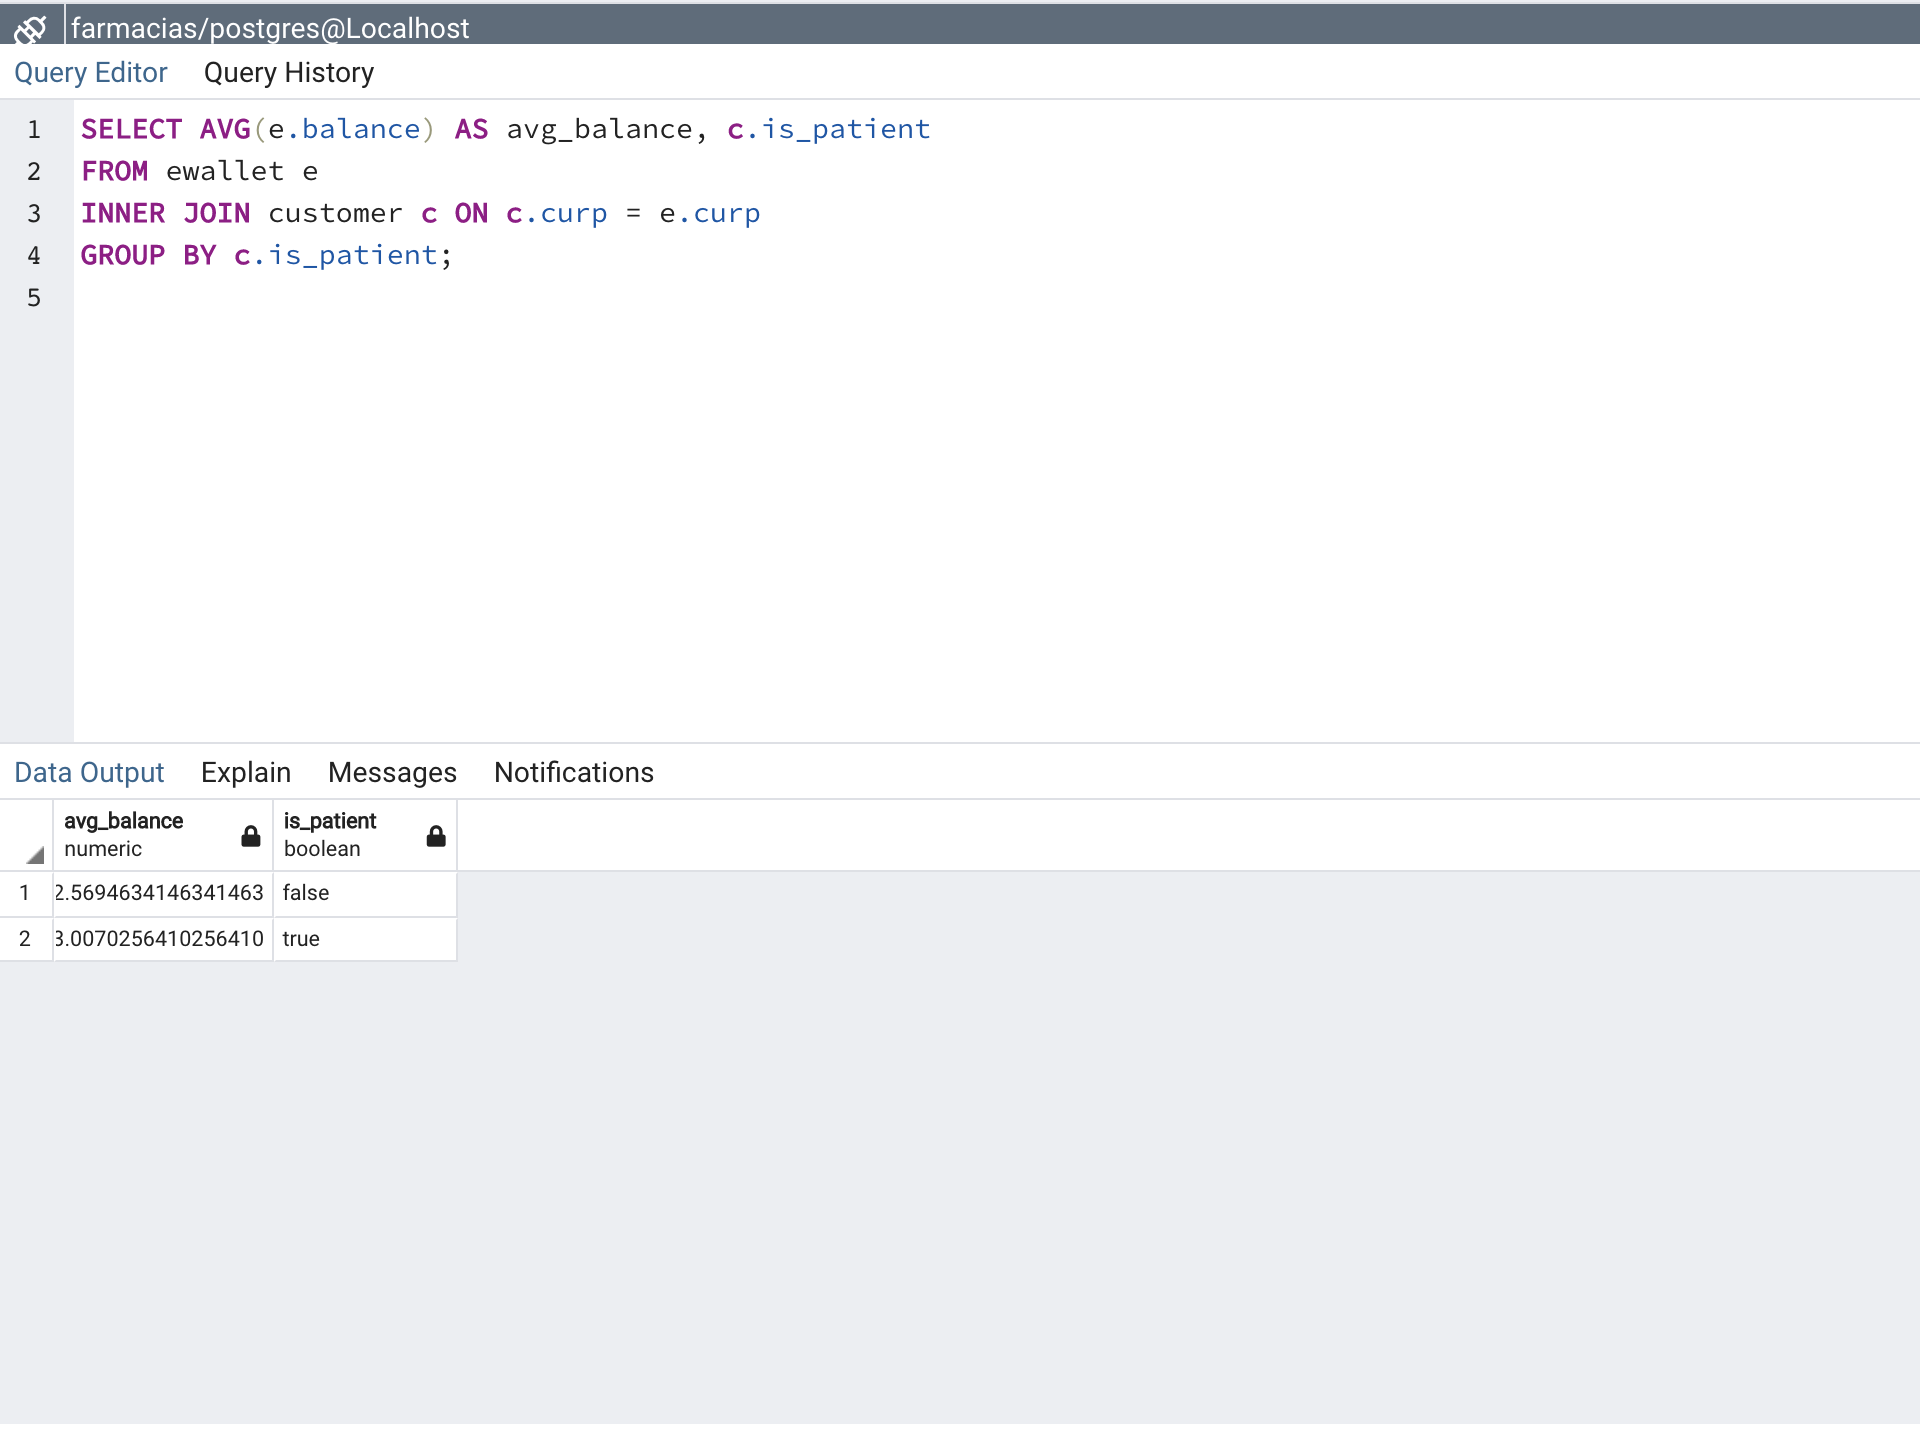 farmacias/postgres@Localhost
Query Editor Query History
1 SELECT AVG(e.balance) AS avg_balance, c.is_patient
2 FROM ewallet e
3 INNER JOIN customer c ON c.curp = e.curp
4 GROUP BY c.is_patient;
5
Data Output Explain Messages Notifications
avg_balance is_patient
numeric boolean
1 2.5694634146341463 false
2 3.0070256410256410 true